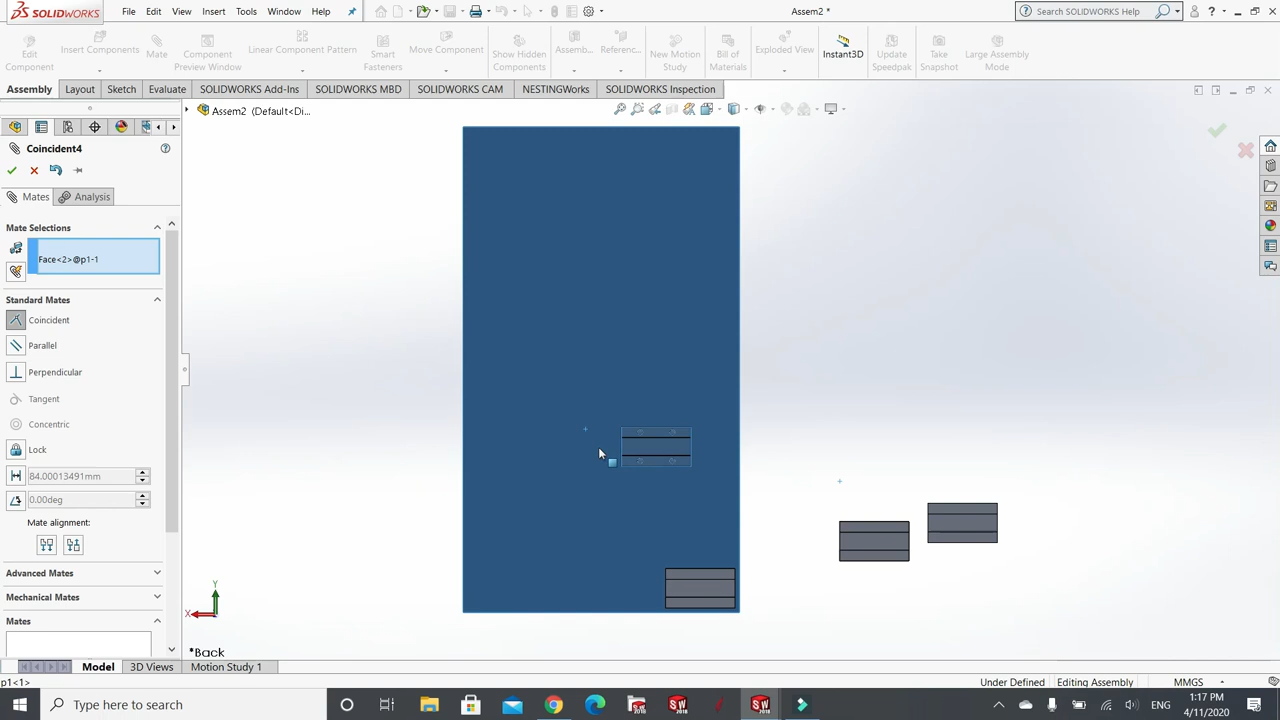 SOLIDWORKS File Edit View Insert Tools Window Help Assem2 * Search SOLIDWORKS Help
Edit Component Insert Components Mate Component Preview Window Linear Component Pattern Smart Fasteners Move Component Show Hidden Components Assemb... Referenc... New Motion Study Bill of Materials Exploded View Instant3D Update Speedpak Take Snapshot Large Assembly Mode
Assembly Layout Sketch Evaluate SOLIDWORKS Add-Ins SOLIDWORKS MBD SOLIDWORKS CAM NESTINGWorks SOLIDWORKS Inspection
Assem2 (Default<Di...
Coincident4
Mates Analysis
Mate Selections
Face<2>@p1-1
Standard Mates
Coincident
Parallel
Perpendicular
Tangent
Concentric
Lock
84.00013491mm
0.00deg
Mate alignment:
Advanced Mates
Mechanical Mates
Mates
Y
X
*Back
Model 3D Views Motion Study 1
p1<1> Under Defined Editing Assembly MMGS
Type here to search ENG 1:17 PM
4/11/2020